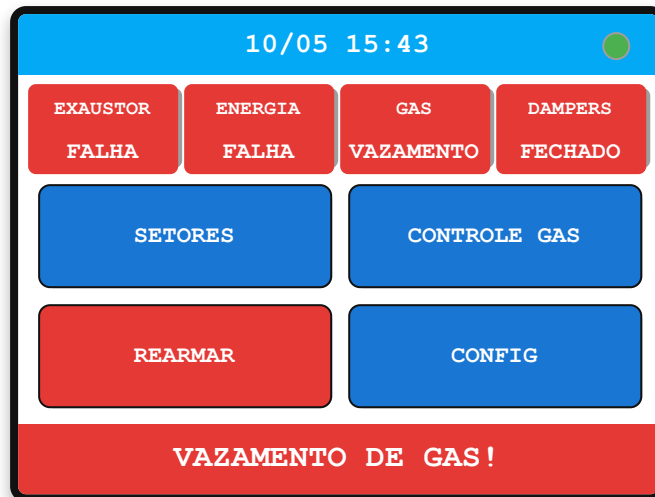 10/05 15:43
EXAUSTOR ENERGIA GAS DAMPERS
FALHA FALHA VAZAMENTO FECHADO
SETORES CONTROLE GAS
REARMAR CONFIG
VAZAMENTO DE GAS!